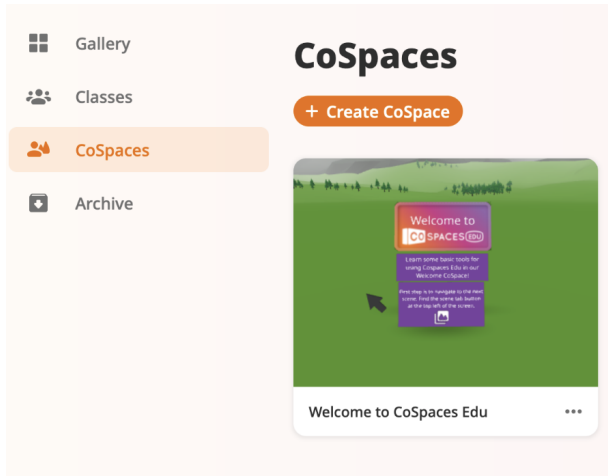 Gallery
Classes
CoSpaces
Archive
CoSpaces
+ Create CoSpace
Welcome to
CO SPACES EDU
Learn some basic tools for
using Cospaces Edu in our
Welcome CoSpace!
First step is to navigate to the next
scene. Find the scene tab button
at the top left of the screen.
Welcome to CoSpaces Edu